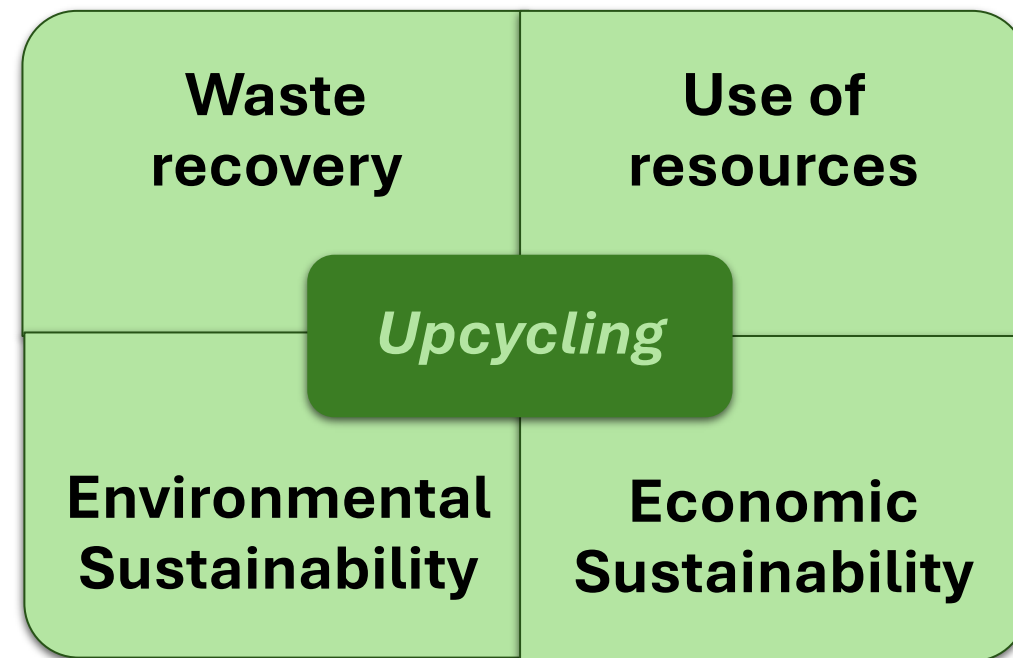 Waste
recovery
Use of
resources
Upcycling
Environmental
Sustainability
Economic
Sustainability